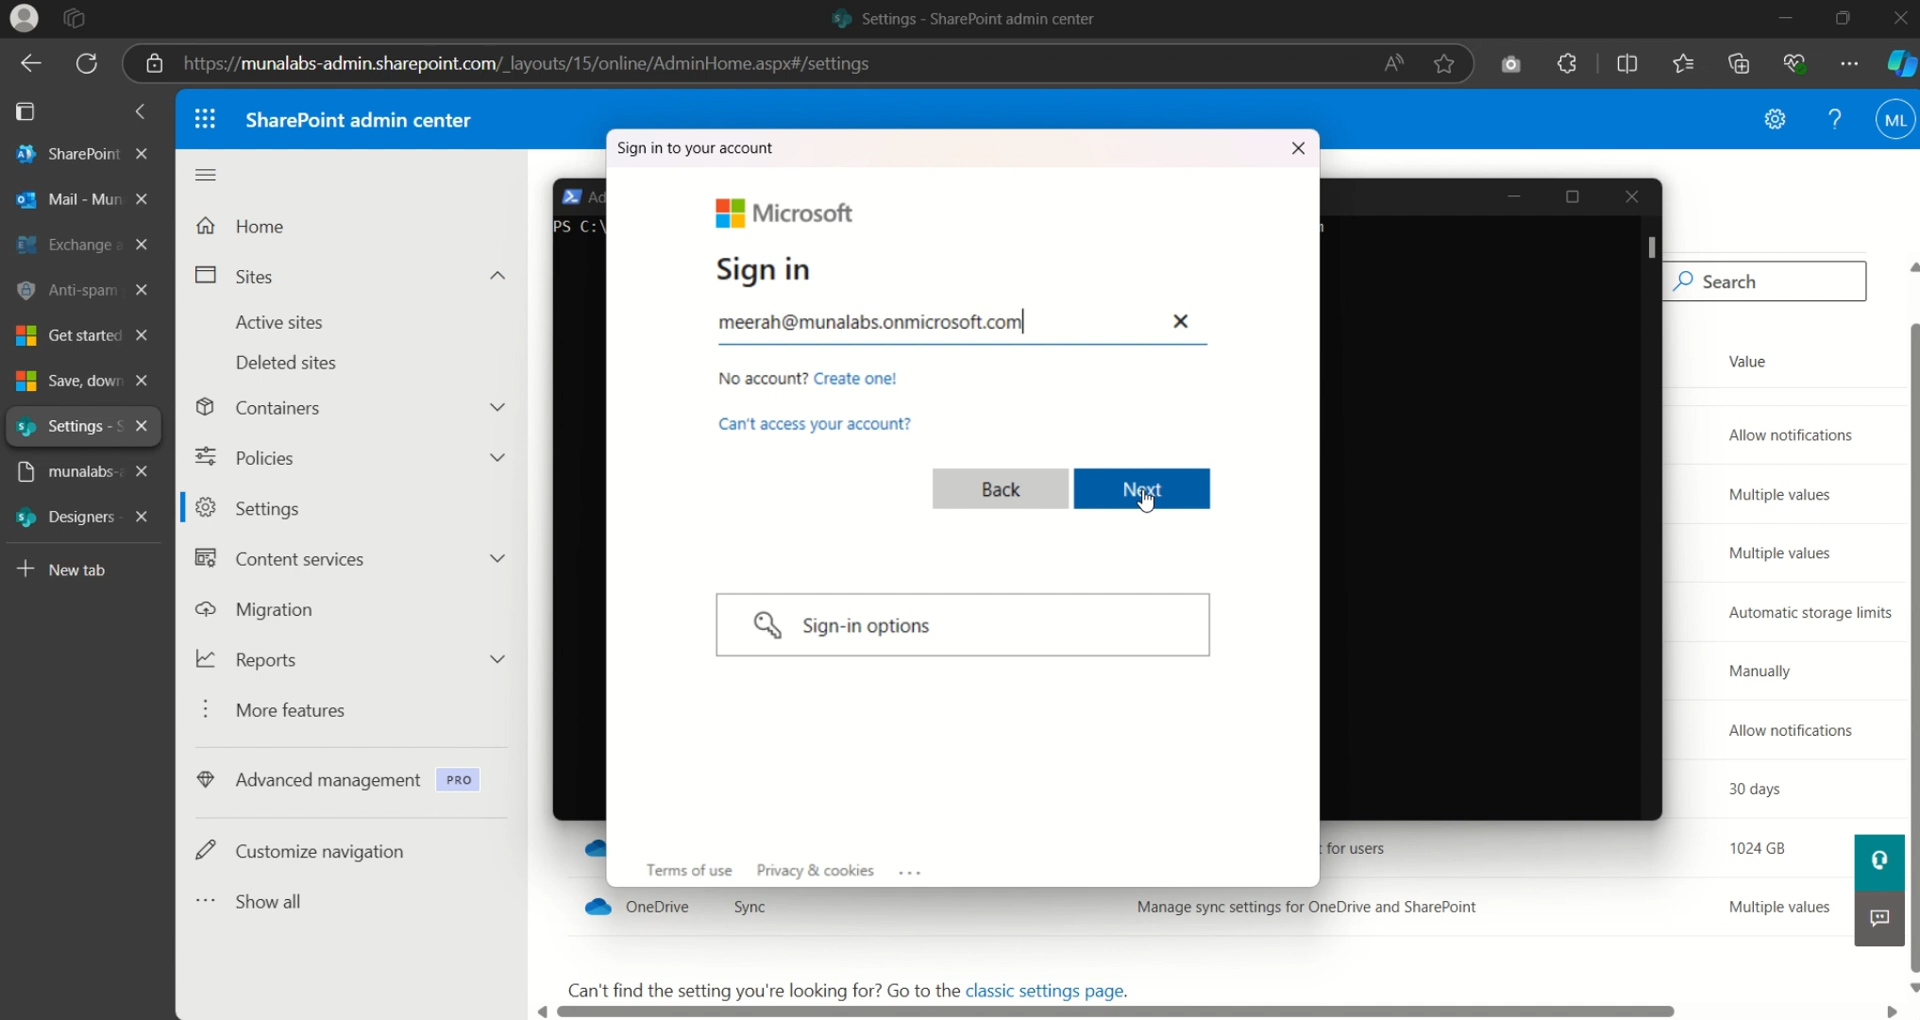 Settings - SharePoint admin center
https://munalabs-admin.sharepoint.com/_layouts/15/online/AdminHome.aspx#/settings
SharePoint
Mail - Mun
Exchange a
Anti-spam
Get started
Save, down
Settings - S
munalabs-a
Designers -
New tab
SharePoint admin center
ML
Home
Sites
Active sites
Deleted sites
Containers
Policies
Settings
Content services
Migration
Reports
More features
Advanced management PRO
Customize navigation
Show all
Ad
PS C:\
Sign in to your account
Microsoft
Sign in
meerah@munalabs.onmicrosoft.com
No account? Create one!
Can't access your account?
Back
Next
Sign-in options
Terms of use Privacy & cookies ...
Search
Value
Allow notifications
Multiple values
Multiple values
Automatic storage limits
Manually
Allow notifications
30 days
for users 1024 GB
OneDrive Sync Manage sync settings for OneDrive and SharePoint Multiple values
Can't find the setting you're looking for? Go to the classic settings page.